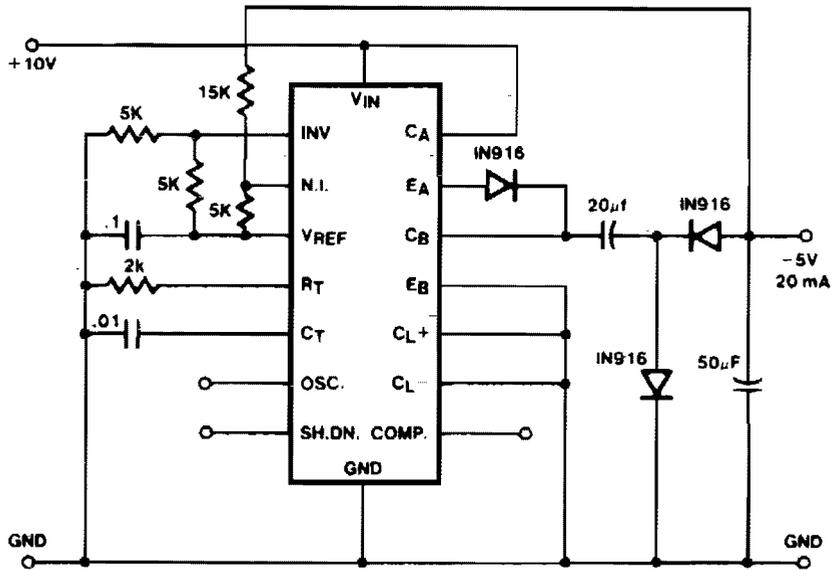 +10V
15K
VIN
5K
INV
CA
IN916
5K
N.I.
EA
5K
20µf
IN916
.1
VREF
CB
-5V
20 mA
2k
RT
EB
.01
CT
CL+
IN916
50µF
OSC.
CL-
SH.DN.
COMP.
GND
GND
GND